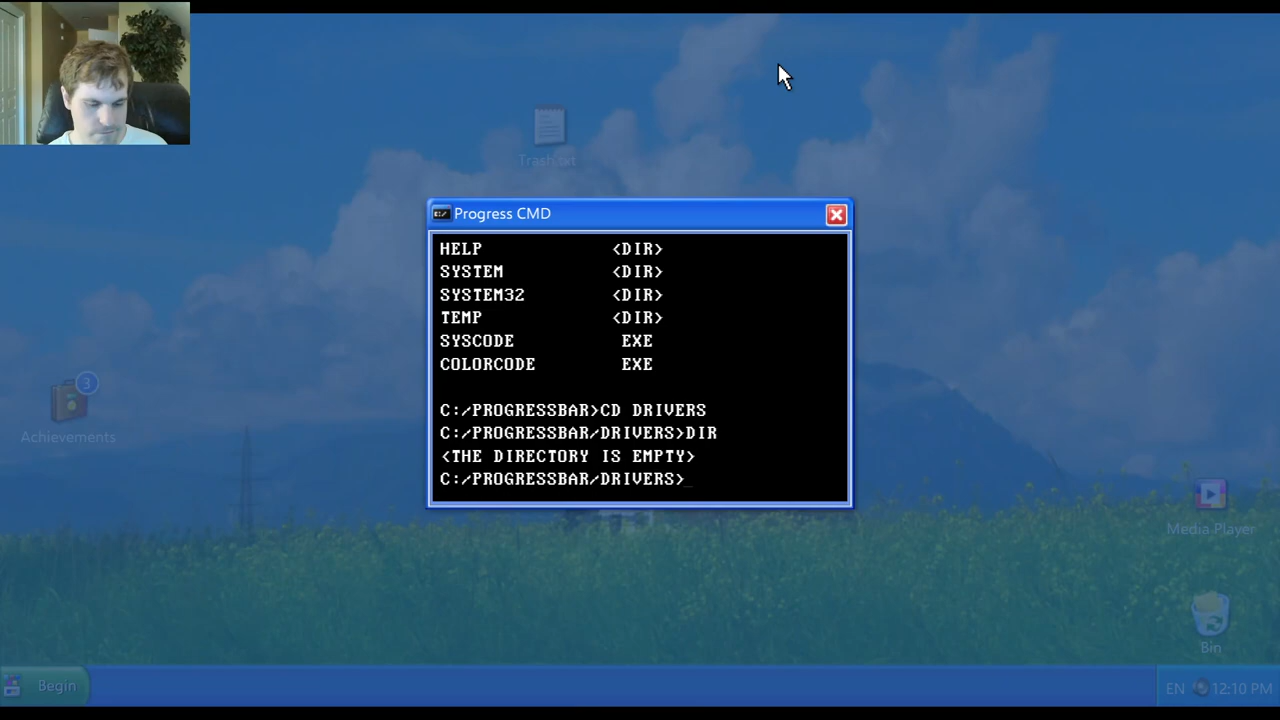 Trash.txt
Progress CMD
HELP <DIR>
SYSTEM <DIR>
SYSTEM32 <DIR>
TEMP <DIR>
SYSCODE EXE
COLORCODE EXE
C:/PROGRESSBAR>CD DRIVERS
C:/PROGRESSBAR/DRIVERS>DIR
<THE DIRECTORY IS EMPTY>
C:/PROGRESSBAR/DRIVERS>_
3
Achievements
Media Player
Bin
Begin
EN 12:10 PM